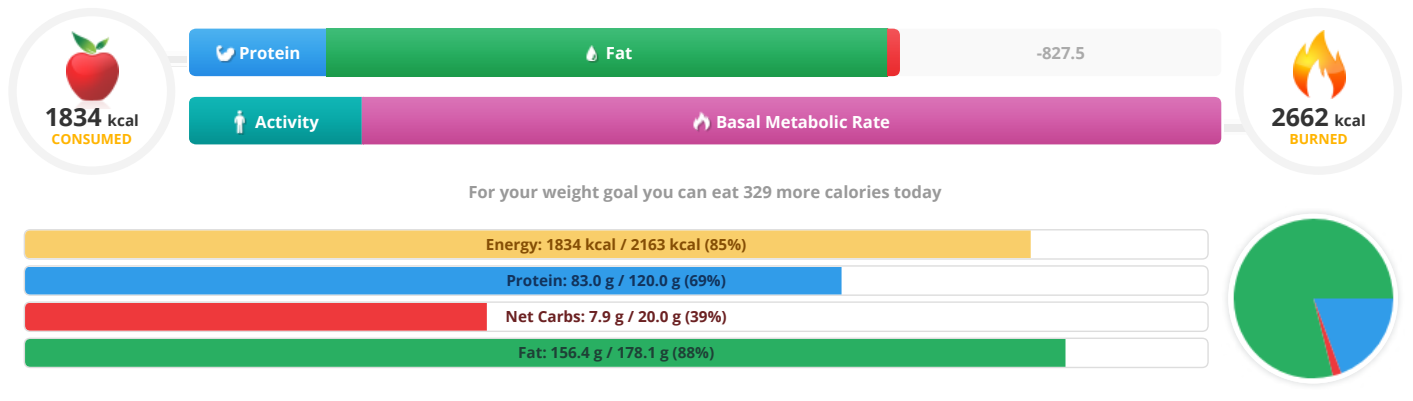 1834 kcal
CONSUMED
Protein
Fat
-827.5
Activity
Basal Metabolic Rate
2662 kcal
BURNED
For your weight goal you can eat 329 more calories today
Energy: 1834 kcal / 2163 kcal (85%)
Protein: 83.0 g / 120.0 g (69%)
Net Carbs: 7.9 g / 20.0 g (39%)
Fat: 156.4 g / 178.1 g (88%)